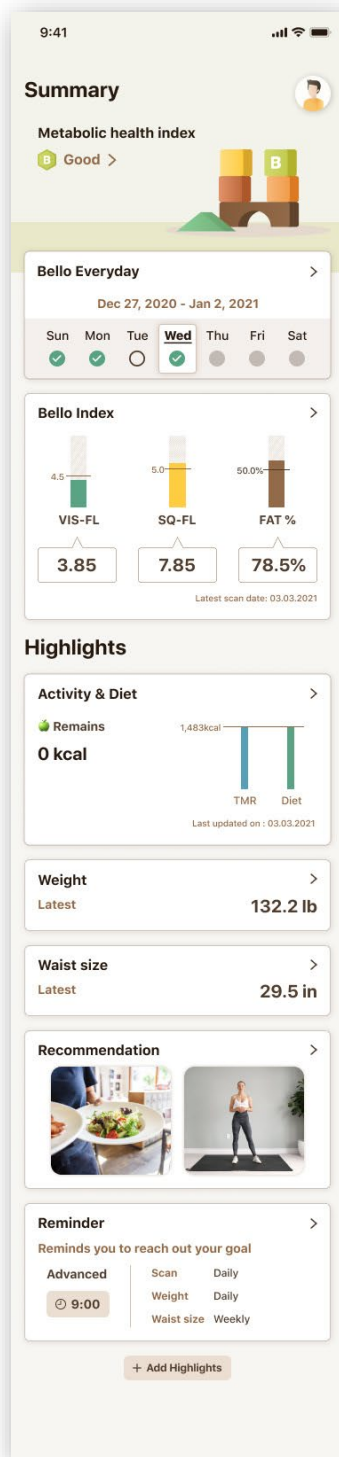 9:41
Summary
Metabolic health index
B Good >
B
Bello Everyday >
Dec 27, 2020 - Jan 2, 2021
Sun Mon Tue Wed Thu Fri Sat
Bello Index >
4.5 5.0 50.0%
VIS-FL SQ-FL FAT %
3.85 7.85 78.5%
Latest scan date: 03.03.2021
Highlights
Activity & Diet >
Remains 1,483kcal
0 kcal
TMR Diet
Last updated on : 03.03.2021
Weight >
Latest 132.2 lb
Waist size >
Latest 29.5 in
Recommendation >
Reminder >
Reminds you to reach out your goal
Advanced Scan Daily
9:00 Weight Daily
Waist size Weekly
+ Add Highlights